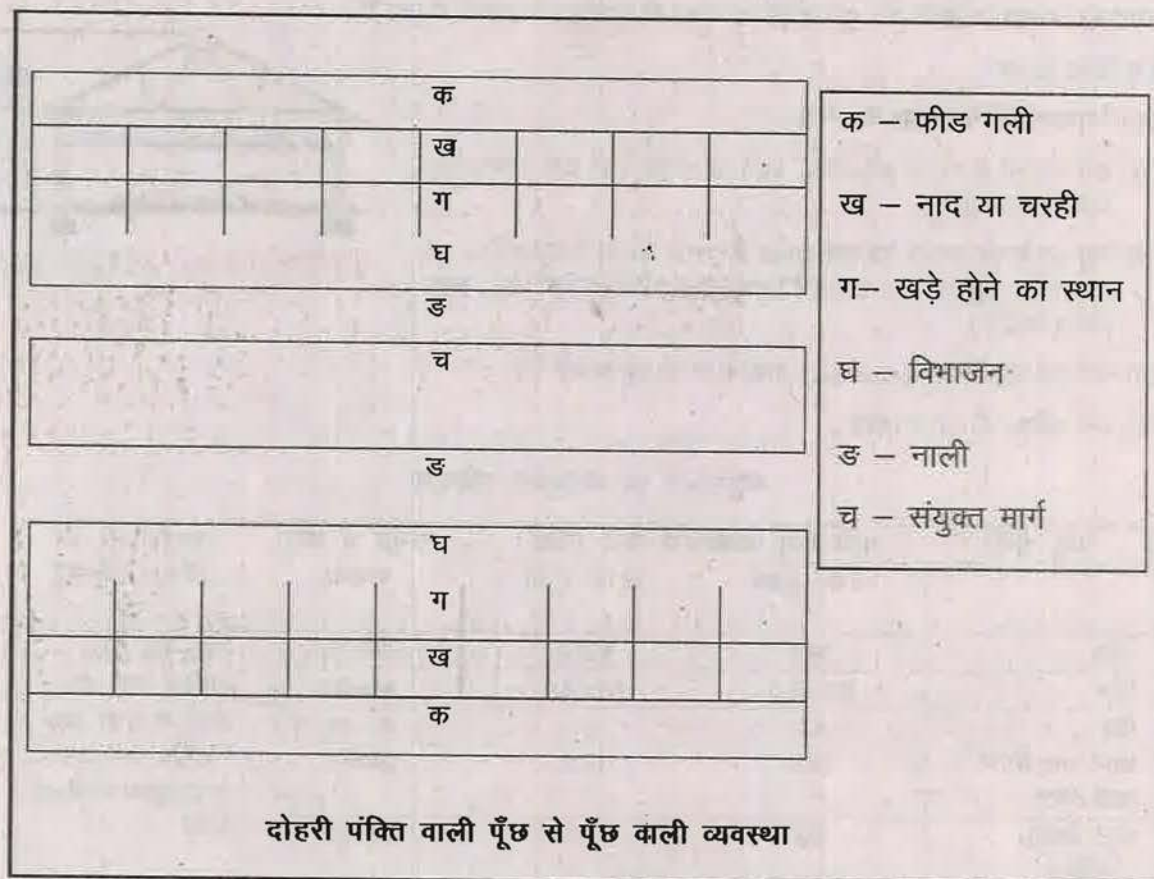 क
ख
ग
घ
ङ
च
ङ
घ
ग
ख
क
क – फीड गली
ख – नाद या चरही
ग– खड़े होने का स्थान
घ – विभाजन
ङ – नाली
च – संयुक्त मार्ग
दोहरी पंक्ति वाली पूँछ से पूँछ वाली व्यवस्था